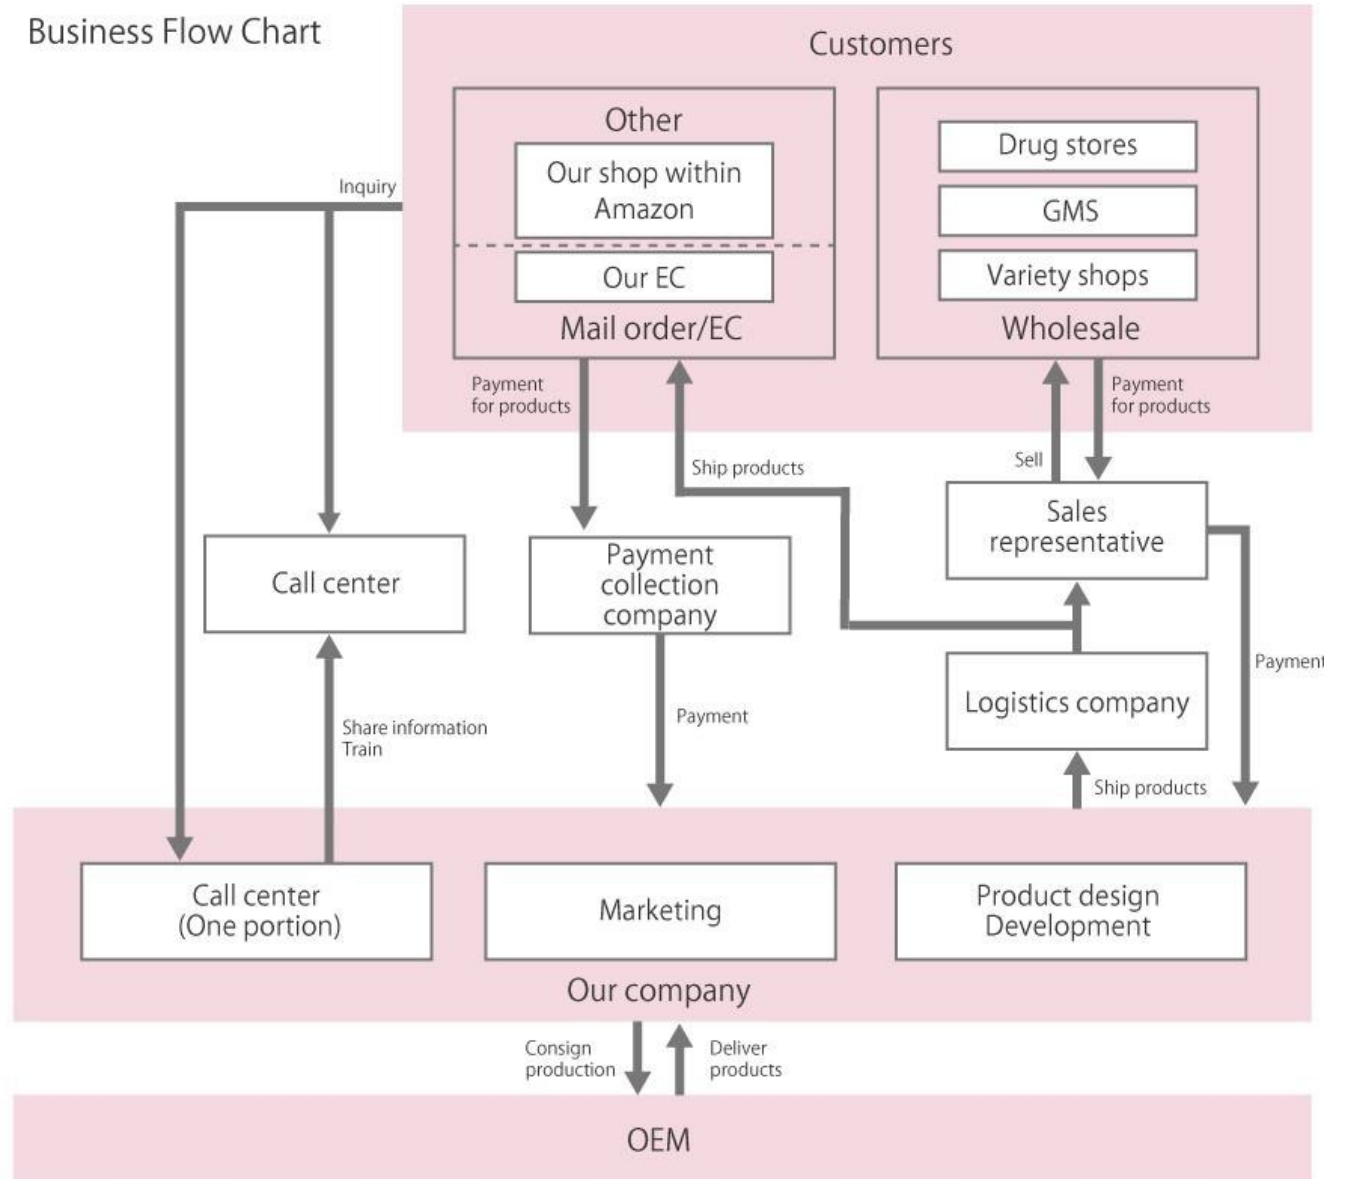 Business Flow Chart
Customers
Other
Our shop within
Amazon
Our EC
Mail order/EC
Drug stores
GMS
Variety shops
Wholesale
Inquiry
Payment
for products
Ship products
Sell
Payment
for products
Call center
Payment
collection
company
Sales
representative
Logistics company
Share information
Train
Payment
Payment
Ship products
Call center
(One portion)
Marketing
Product design
Development
Our company
Consign
production
Deliver
products
OEM